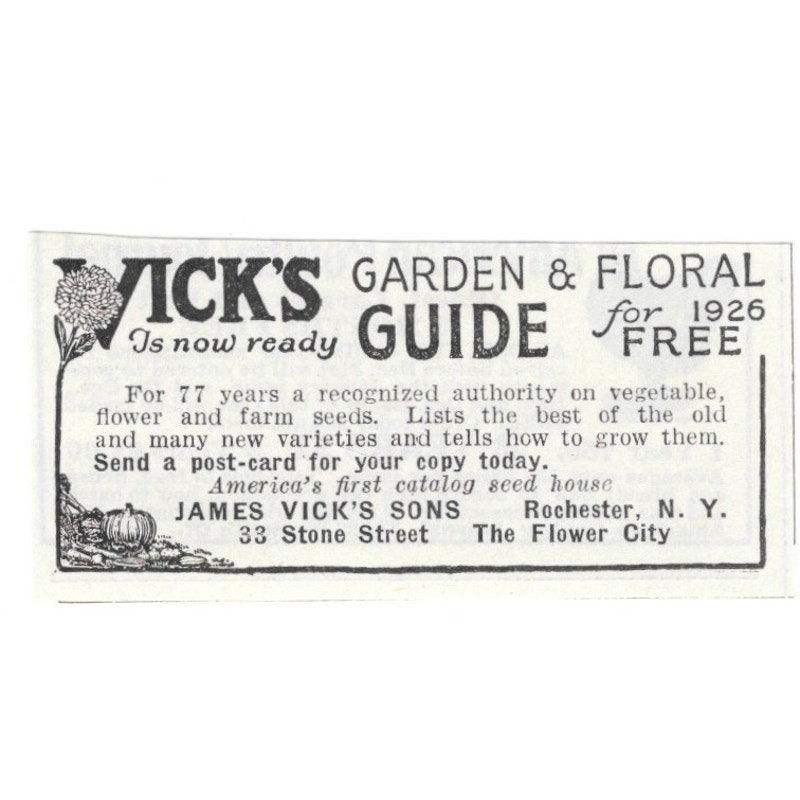 VICK'S GARDEN & FLORAL
Is now ready GUIDE for 1926
FREE
For 77 years a recognized authority on vegetable,
flower and farm seeds. Lists the best of the old
and many new varieties and tells how to grow them.
Send a post-card for your copy today.
America's first catalog seed house
JAMES VICK'S SONS Rochester, N. Y.
33 Stone Street The Flower City